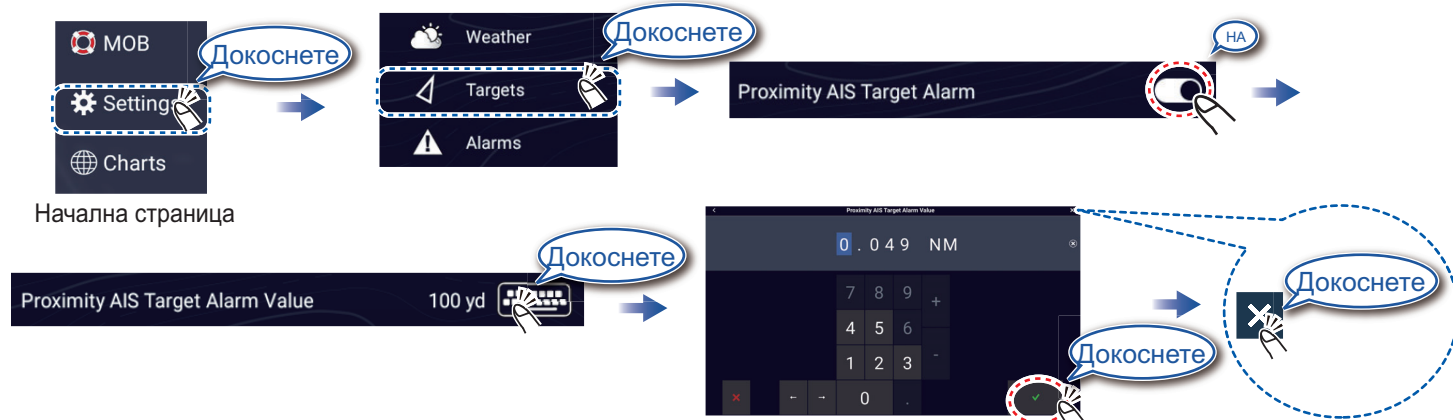 MOB
Докоснете
Settings
Charts
Начална страница
Weather
Докоснете
Targets
Alarms
Proximity AIS Target Alarm
НА
Proximity AIS Target Alarm Value 100 yd
Докоснете
Proximity AIS Target Alarm Value
0.049 NM
7 8 9 +
4 5 6
1 2 3 -
← → 0 .
Докоснете
Докоснете